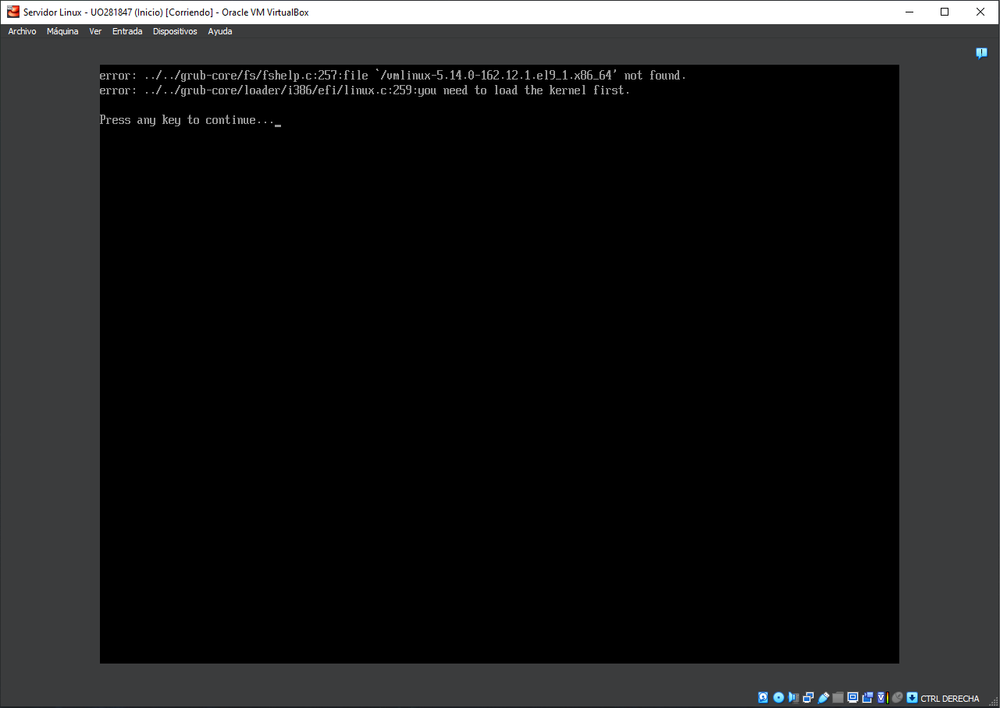 Servidor Linux - UO281847 (Inicio) [Corriendo] - Oracle VM VirtualBox
Archivo Máquina Ver Entrada Dispositivos Ayuda
error: ../../grub-core/fs/fshelp.c:257:file `/vmlinux-5.14.0-162.12.1.el9_1.x86_64' not found.
error: ../../grub-core/loader/i386/efi/linux.c:259:you need to load the kernel first.
Press any key to continue..._
CTRL DERECHA